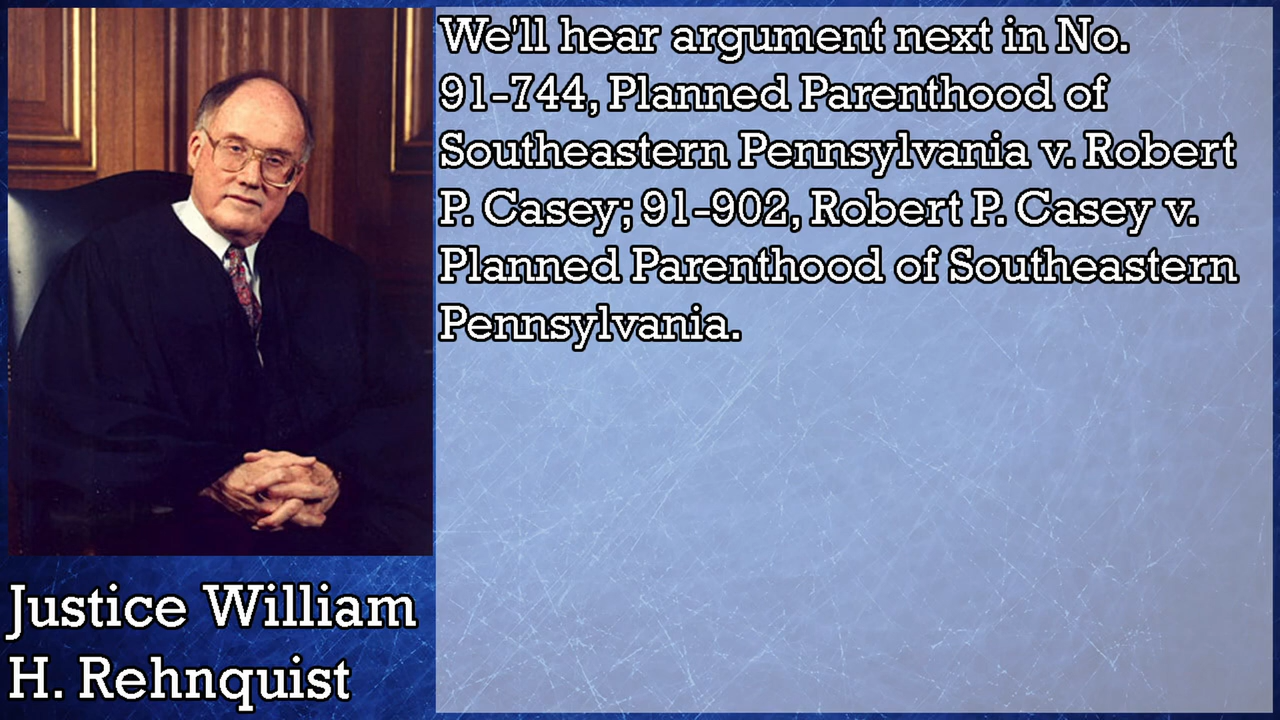 We'll hear argument next in No.
91-744, Planned Parenthood of
Southeastern Pennsylvania v. Robert
P. Casey; 91-902, Robert P. Casey v.
Planned Parenthood of Southeastern
Pennsylvania.
Justice William
H. Rehnquist